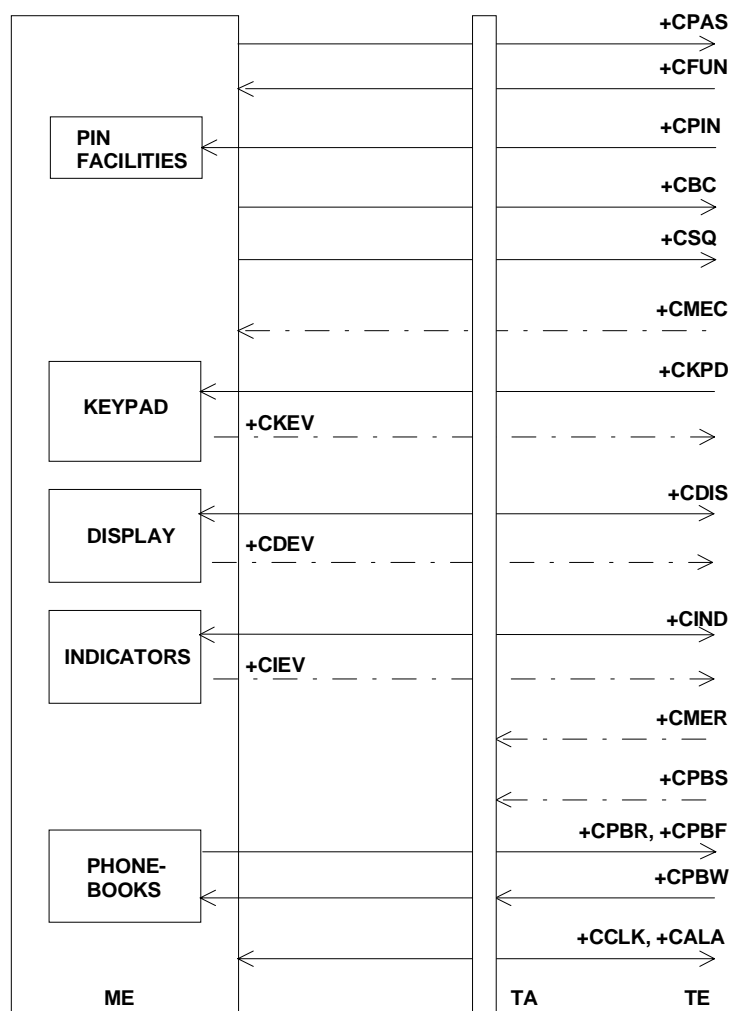 +CPAS
+CFUN
PIN
FACILITIES
+CPIN
+CBC
+CSQ
+CMEC
+CKPD
KEYPAD
+CKEV
+CDIS
DISPLAY
+CDEV
+CIND
INDICATORS
+CIEV
+CMER
+CPBS
+CPBR, +CPBF
PHONE-
BOOKS
+CPBW
+CCLK, +CALA
ME TA TE